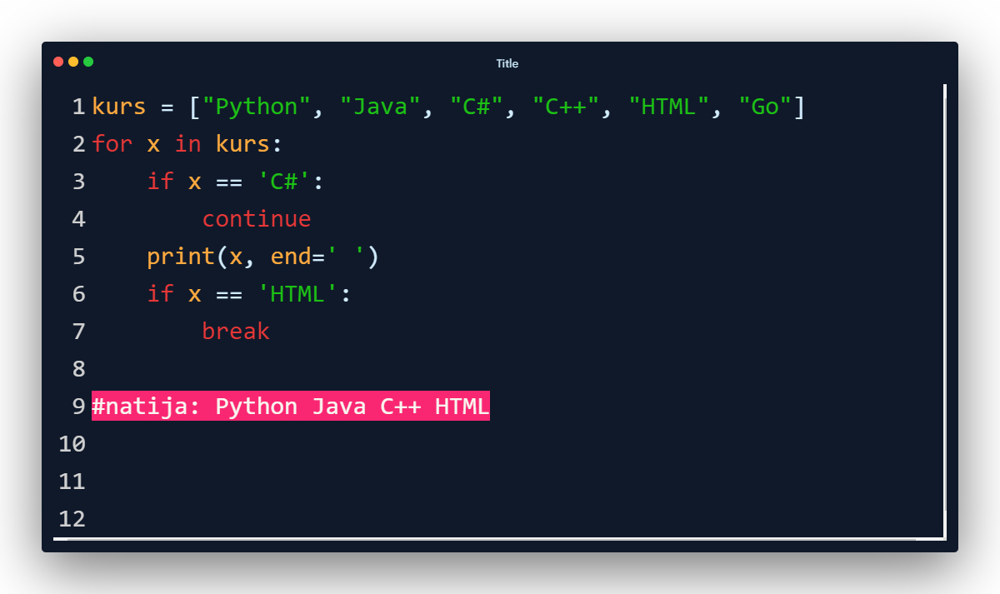 Title
1 kurs = ["Python", "Java", "C#", "C++", "HTML", "Go"]
2 for x in kurs:
3     if x == 'C#':
4         continue
5     print(x, end=' ')
6     if x == 'HTML':
7         break
8
9 #natija: Python Java C++ HTML
10
11
12